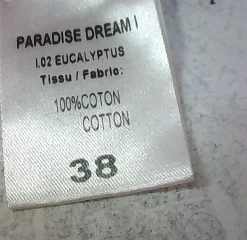 PARADISE DREAM I
I.02 EUCALYPTUS
Tissu / Fabric:
100%COTON
COTTON
38